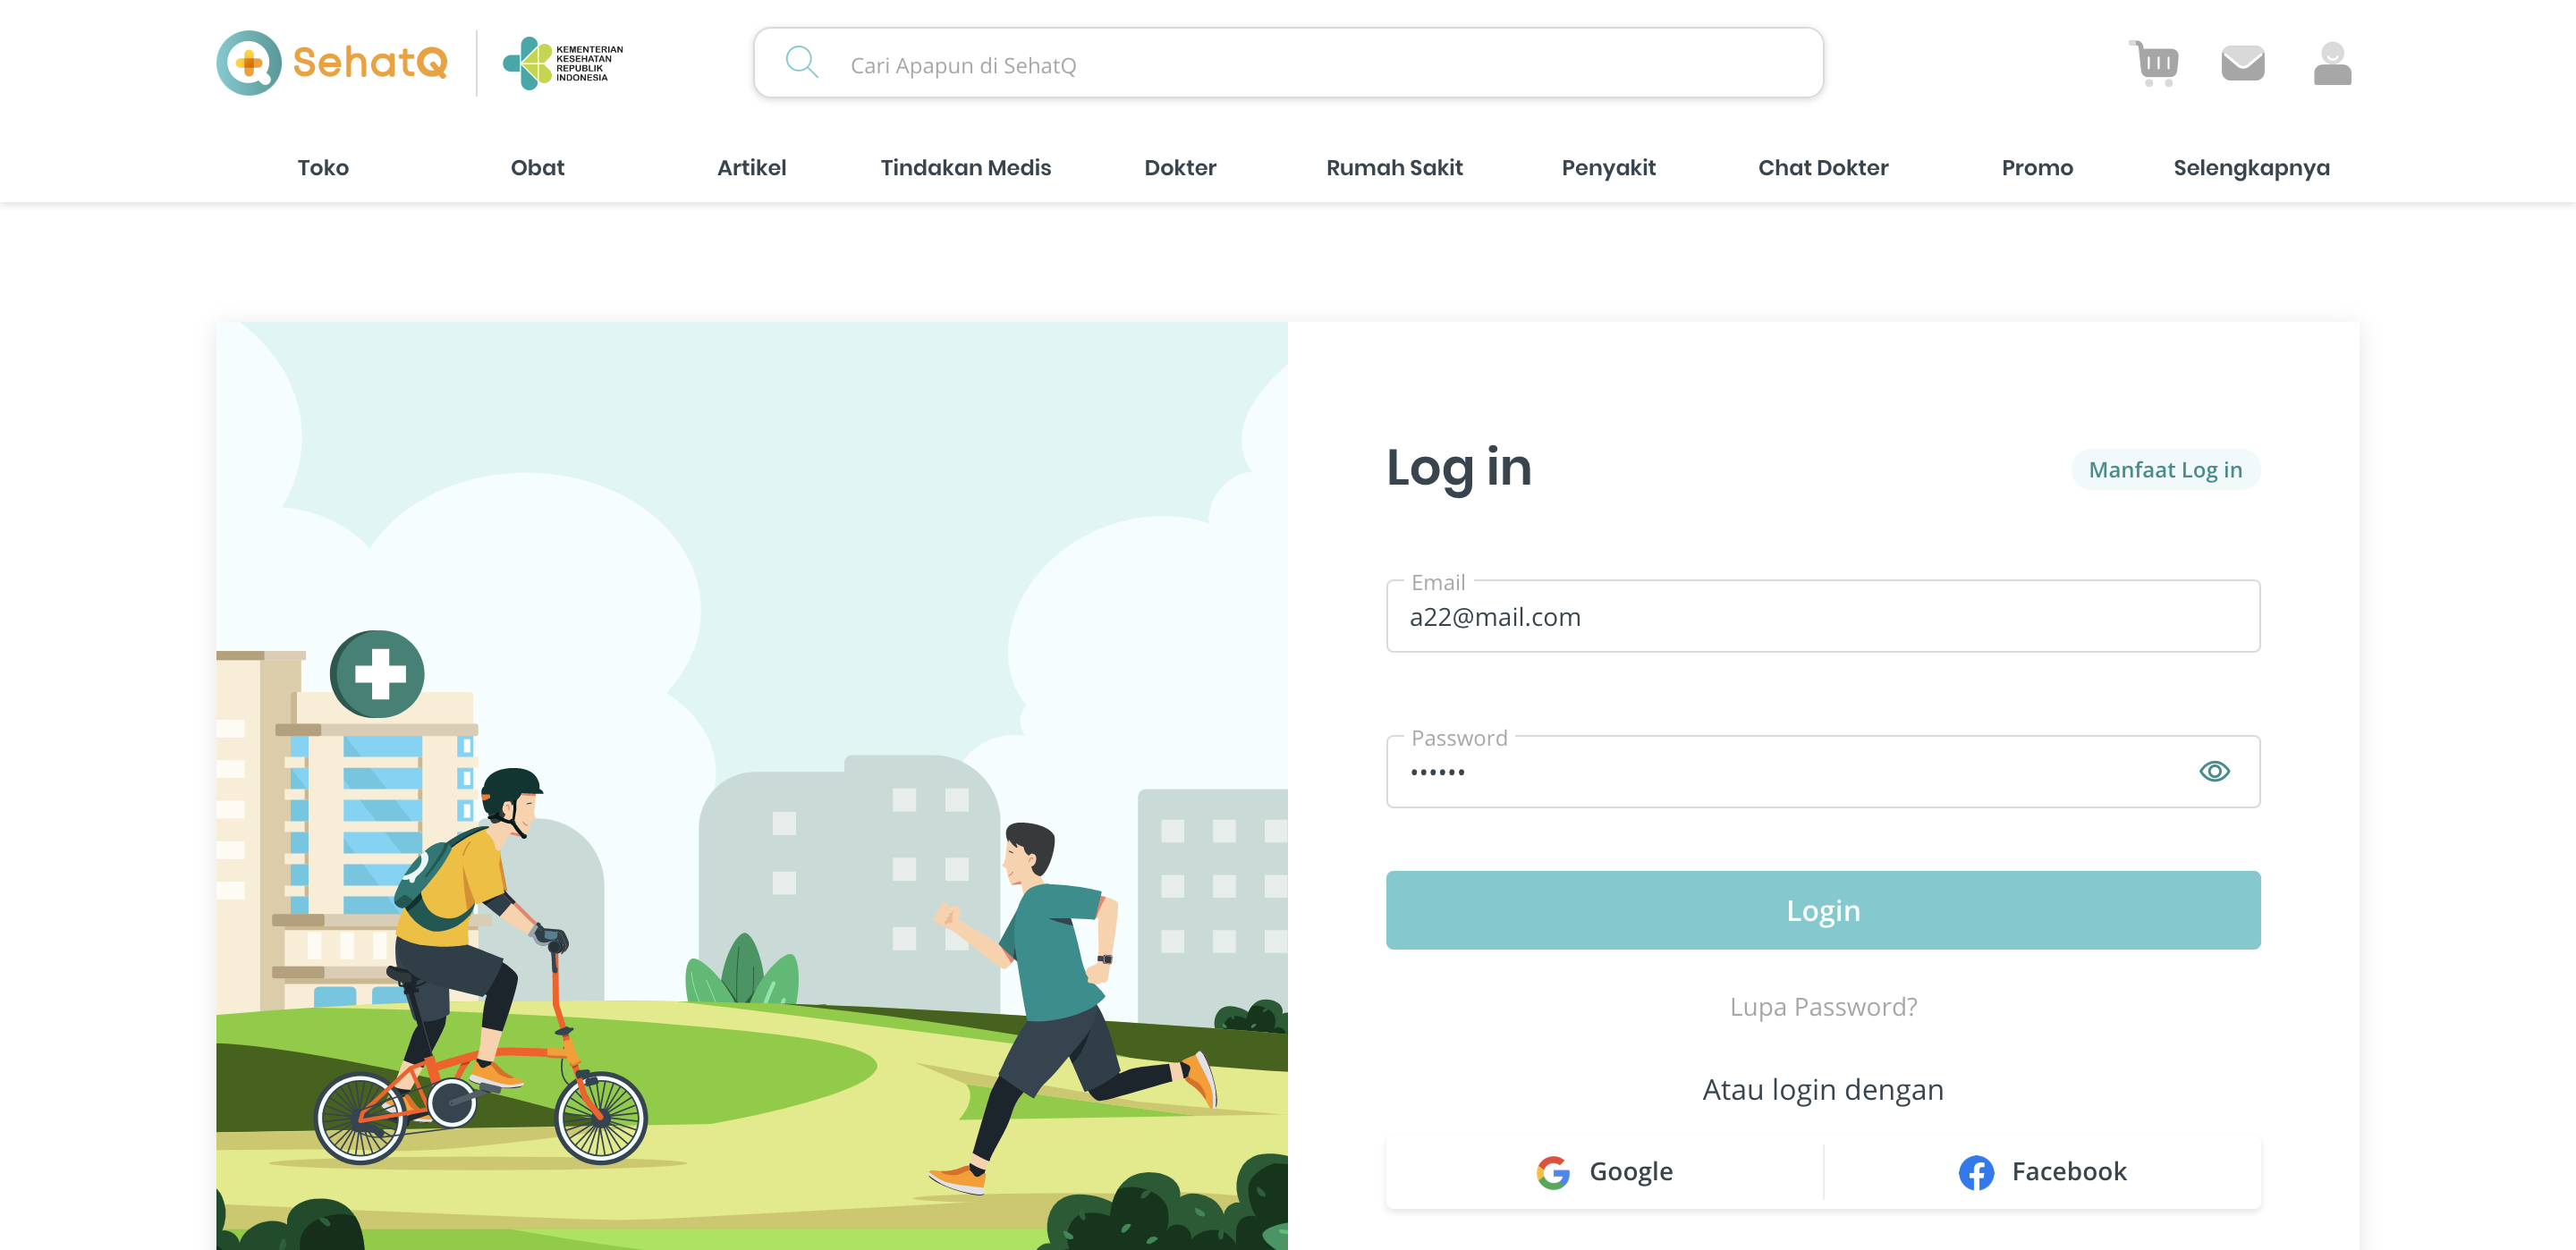 SehatQ
KEMENTERIAN
KESEHATAN
REPUBLIK
INDONESIA
Cari Apapun di SehatQ
Toko Obat Artikel Tindakan Medis Dokter Rumah Sakit Penyakit Chat Dokter Promo Selengkapnya
Log in
Manfaat Log in
Email
a22@mail.com
Password
••••••
Login
Lupa Password?
Atau login dengan
Google Facebook